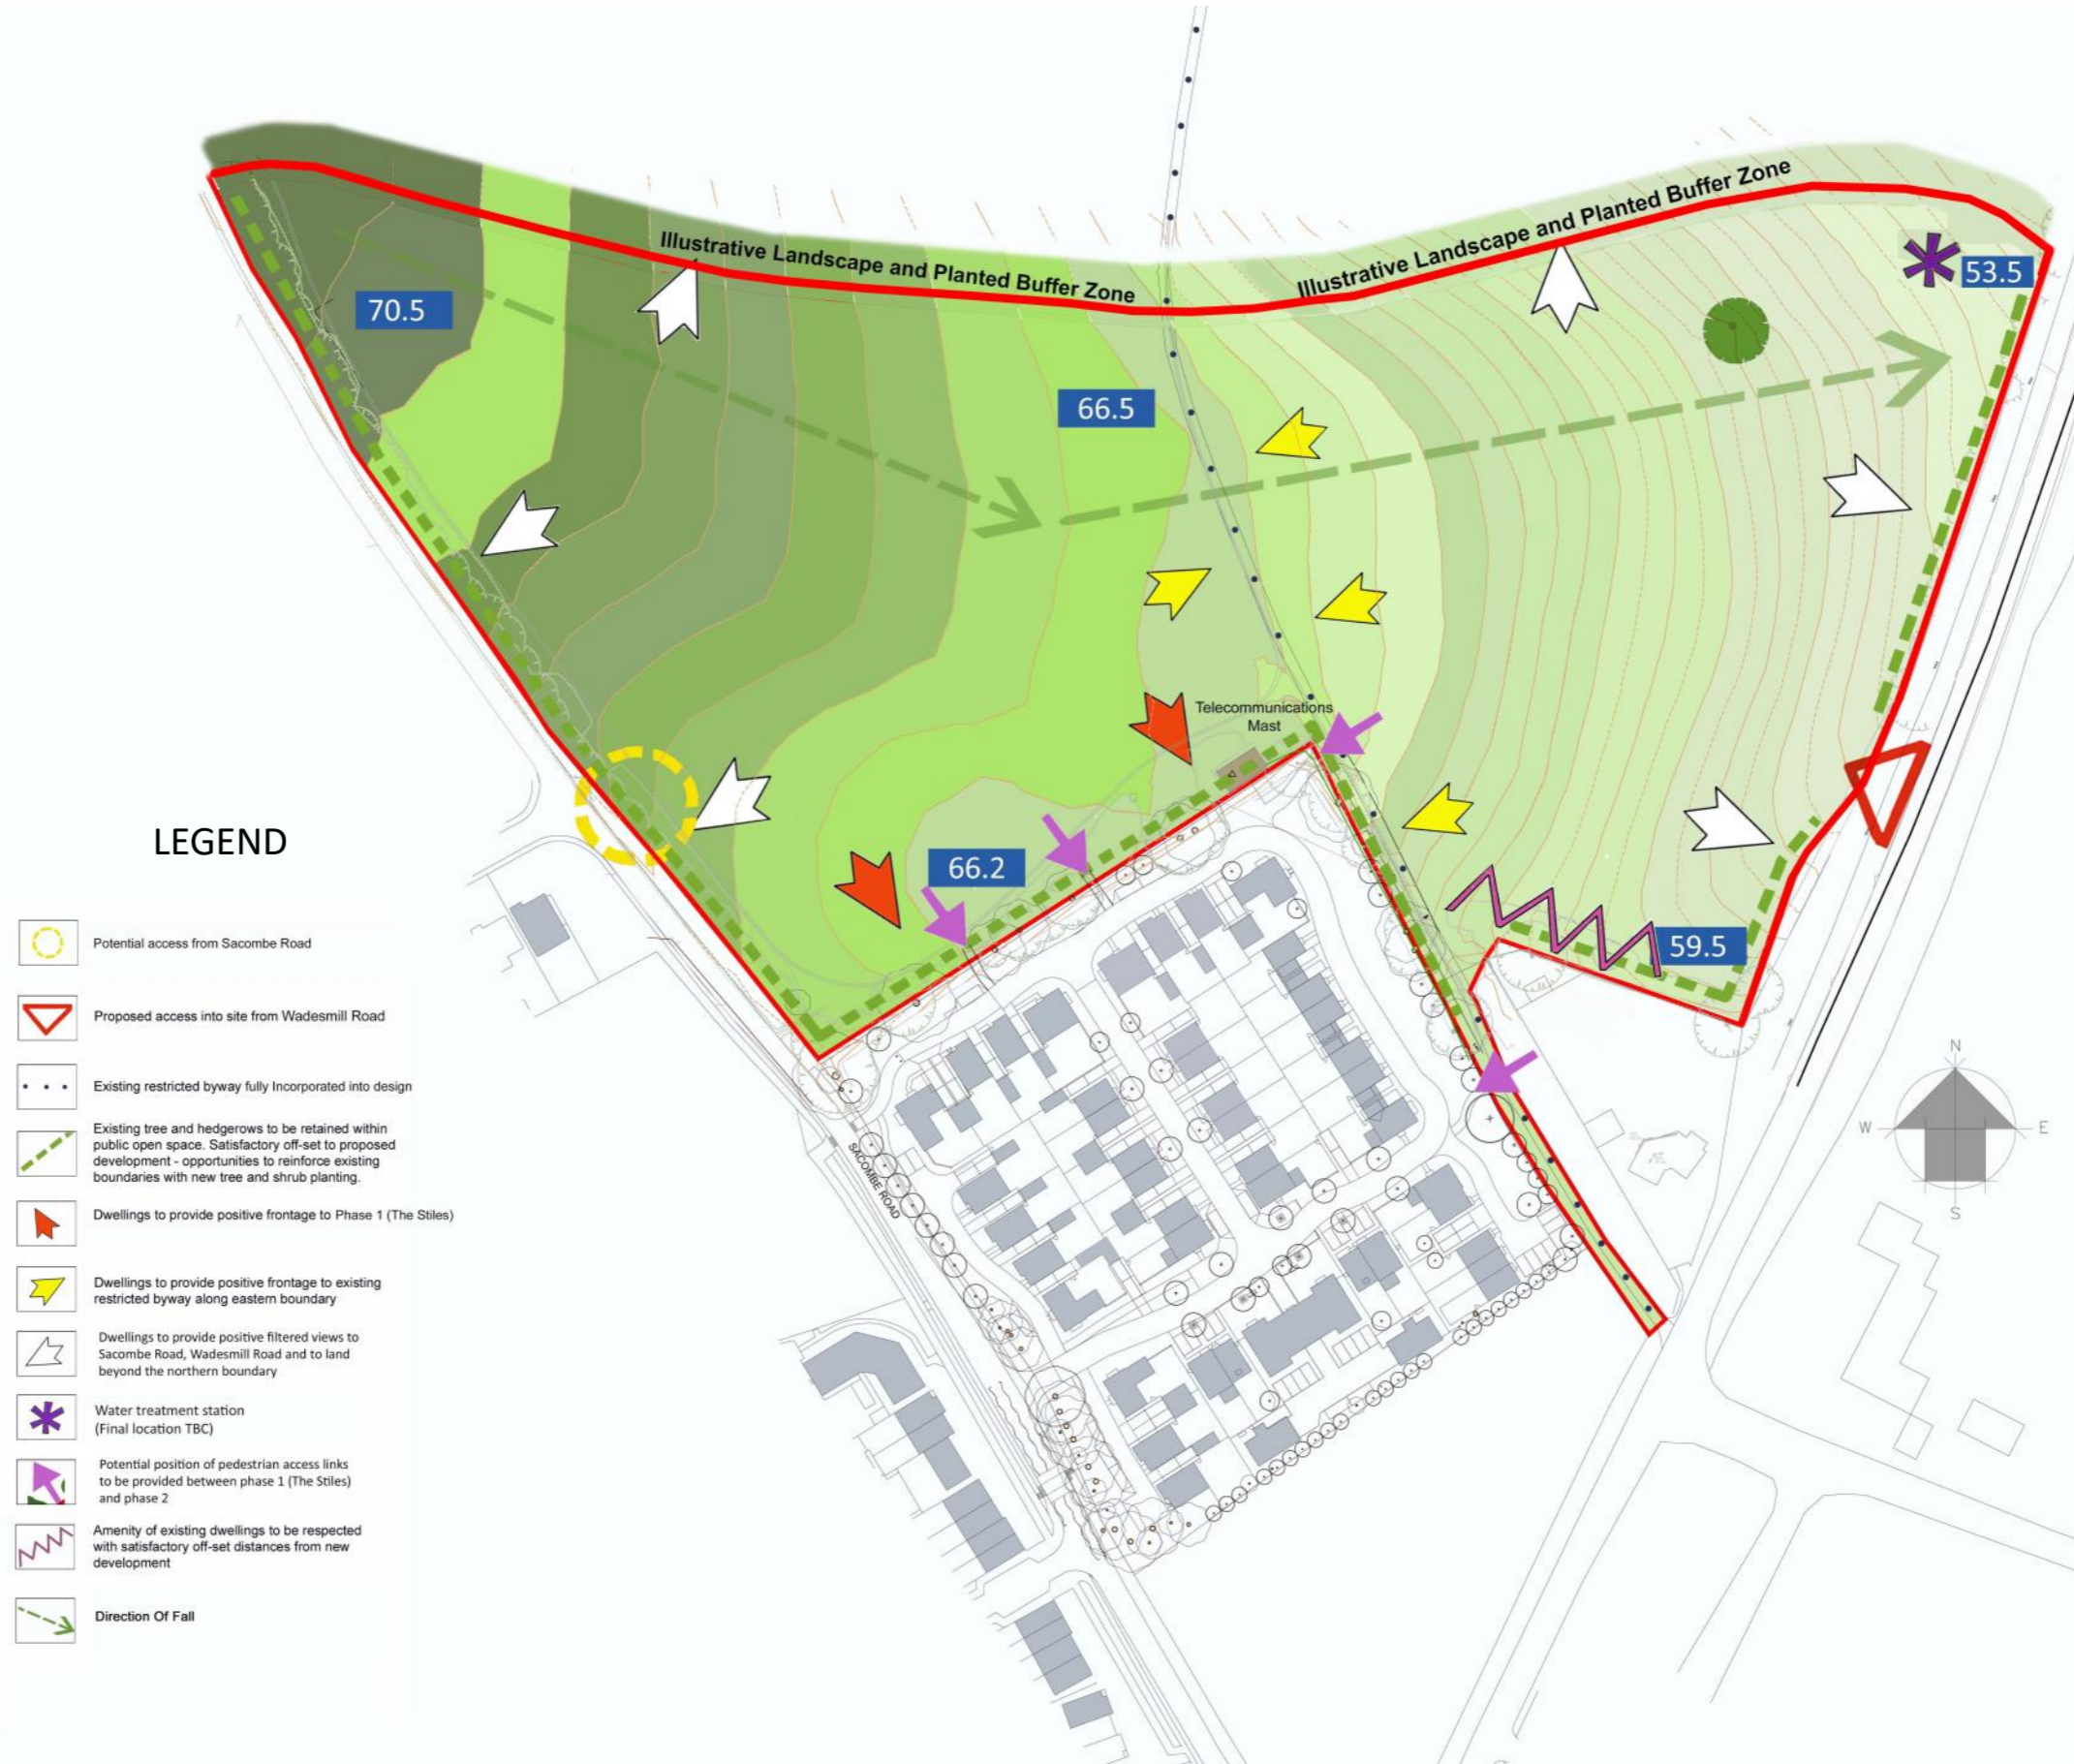 Illustrative Landscape and Planted Buffer Zone
Illustrative Landscape and Planted Buffer Zone
53.5
70.5
66.5
Telecommunications
Mast
66.2
59.5
SACOMBE ROAD
N
W
E
S
LEGEND
Potential access from Sacombe Road
Proposed access into site from Wadesmill Road
Existing restricted byway fully Incorporated into design
Existing tree and hedgerows to be retained within
public open space. Satisfactory off-set to proposed
development - opportunities to reinforce existing
boundaries with new tree and shrub planting.
Dwellings to provide positive frontage to Phase 1 (The Stiles)
Dwellings to provide positive frontage to existing
restricted byway along eastern boundary
Dwellings to provide positive filtered views to
Sacombe Road, Wadesmill Road and to land
beyond the northern boundary
Water treatment station
(Final location TBC)
Potential position of pedestrian access links
to be provided between phase 1 (The Stiles)
and phase 2
Amenity of existing dwellings to be respected
with satisfactory off-set distances from new
development
Direction Of Fall